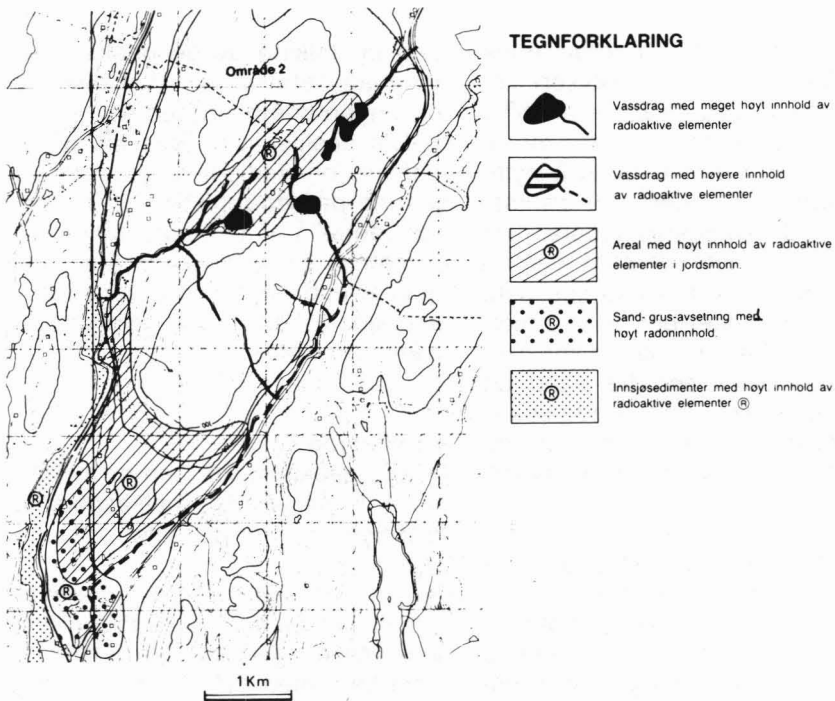 TEGNFORKLARING
Område 2
Vassdrag med meget høyt innhold av
radioaktive elementer
Vassdrag med høyere innhold
av radioaktive elementer
R
Areal med høyt innhold av radioaktive
elementer i jordsmonn.
R
Sand- grus-avsetning med
høyt radoninnhold.
R
Innsjøsedimenter med høyt innhold av
radioaktive elementer R
R
R
R
R
1 Km